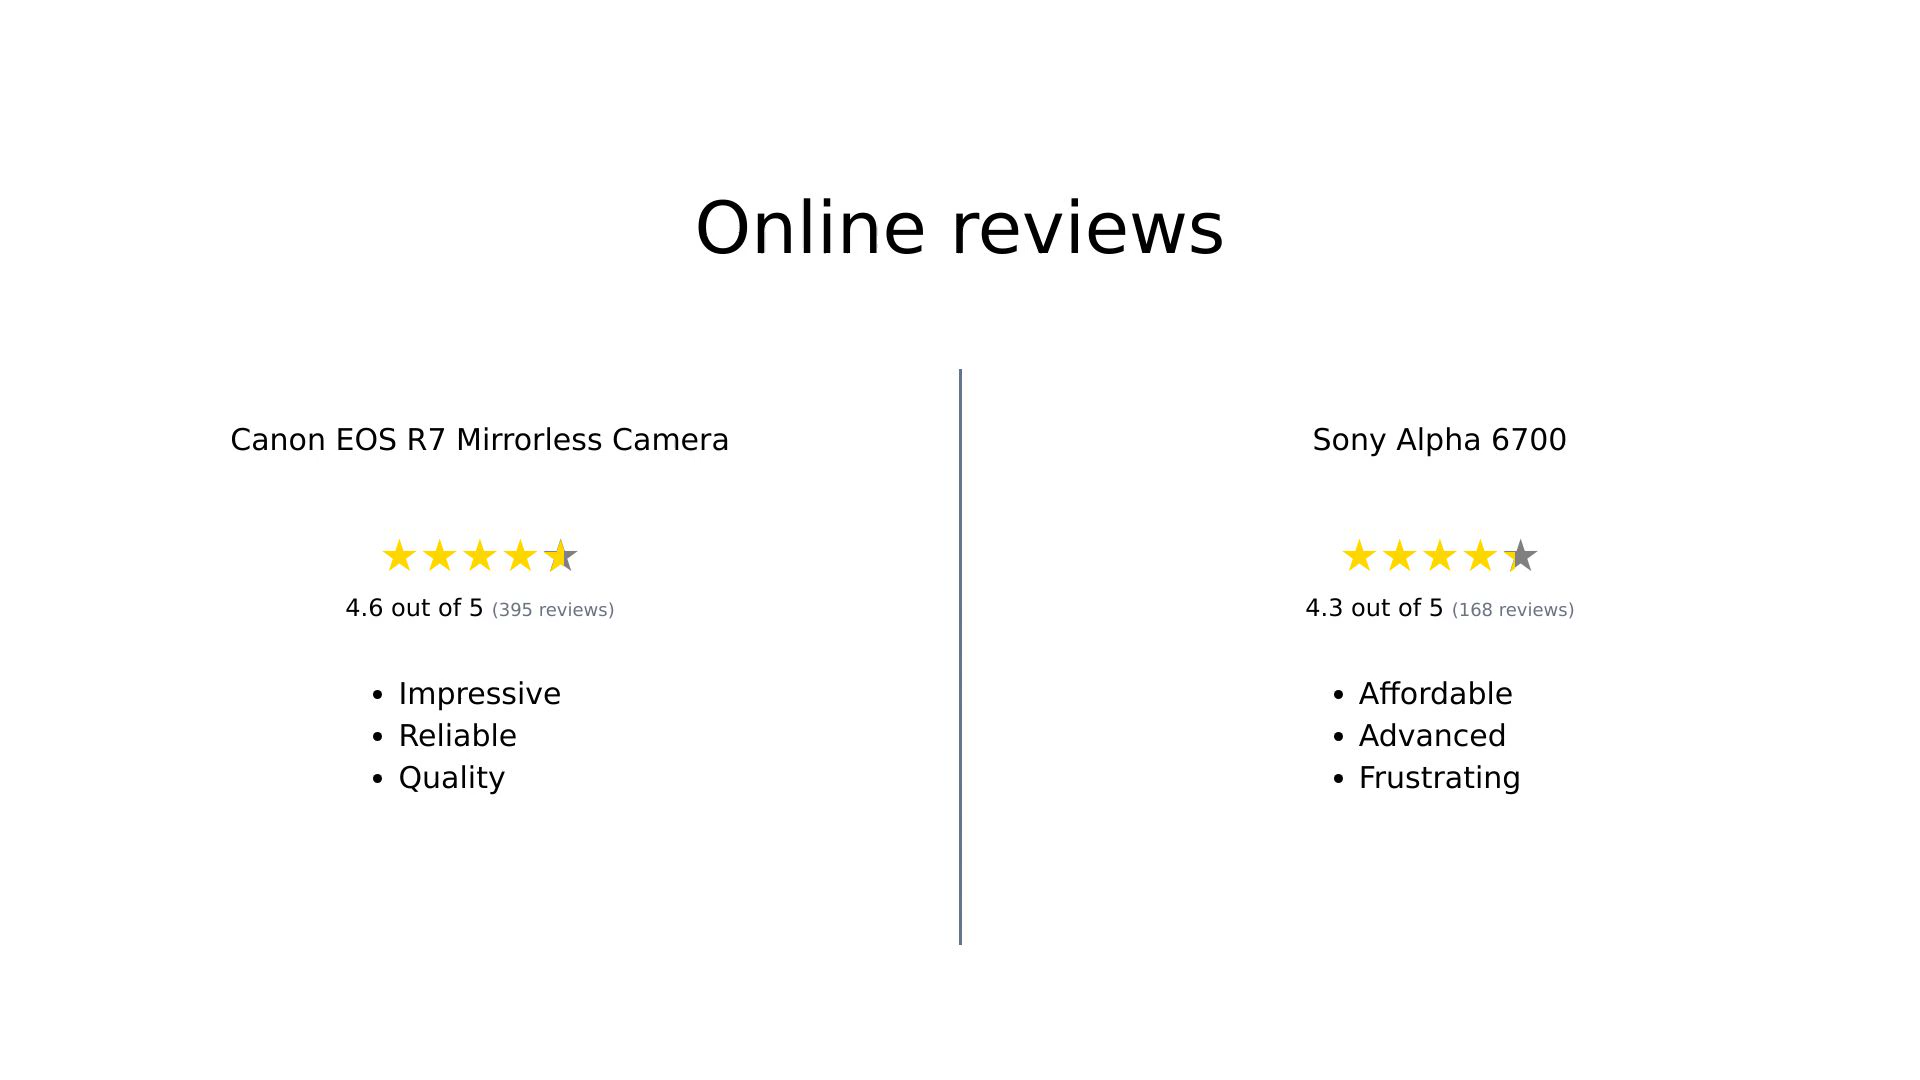 Online reviews
Canon EOS R7 Mirrorless Camera
4.6 out of 5 (395 reviews)
• Impressive
• Reliable
• Quality
Sony Alpha 6700
4.3 out of 5 (168 reviews)
• Affordable
• Advanced
• Frustrating